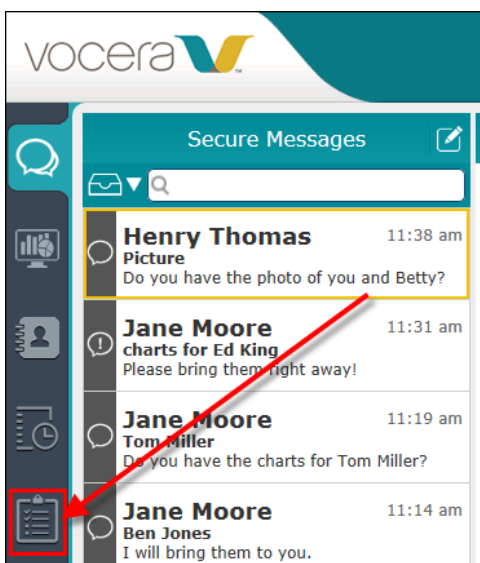 vocera
Secure Messages
Henry Thomas 11:38 am
Picture
Do you have the photo of you and Betty?
Jane Moore 11:31 am
charts for Ed King
Please bring them right away!
Jane Moore 11:19 am
Tom Miller
Do you have the charts for Tom Miller?
Jane Moore 11:14 am
Ben Jones
I will bring them to you.